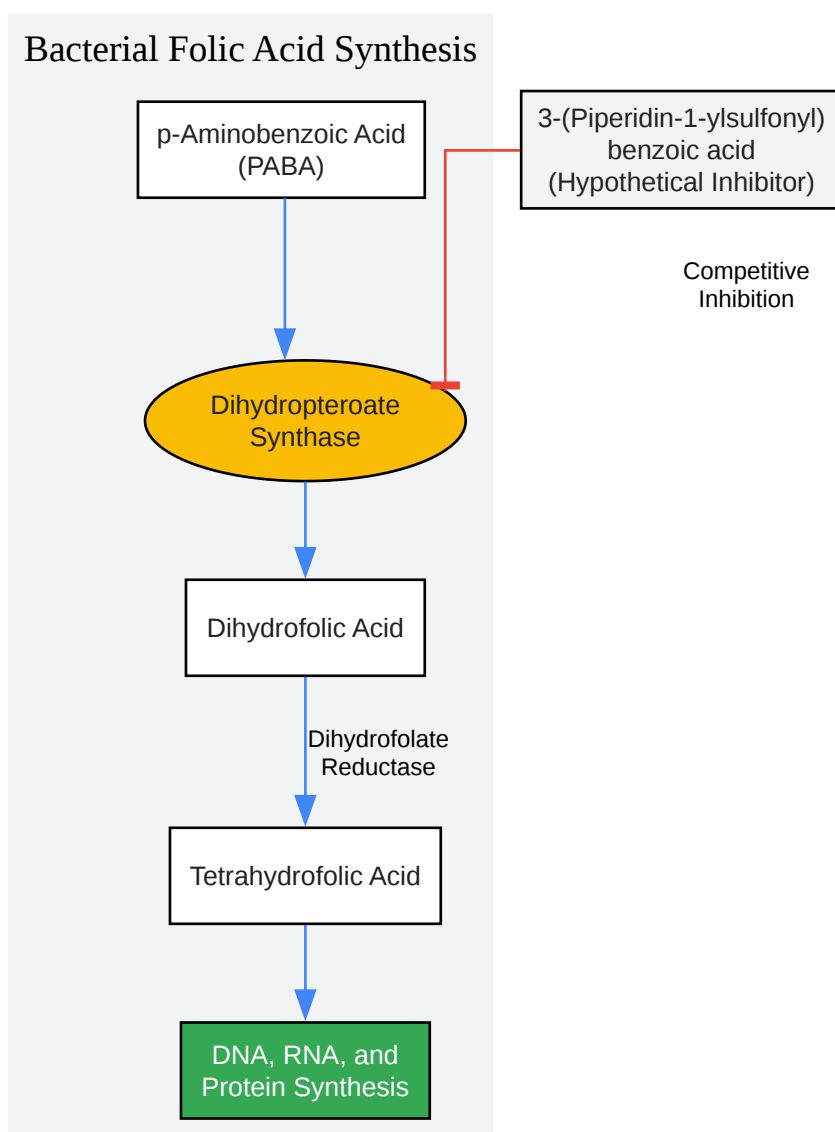 Bacterial Folic Acid Synthesis
p-Aminobenzoic Acid
(PABA)
3-(Piperidin-1-ylsulfonyl)
benzoic acid
(Hypothetical Inhibitor)
Competitive
Inhibition
Dihydropteroate
Synthase
Dihydrofolic Acid
Dihydrofolate
Reductase
Tetrahydrofolic Acid
DNA, RNA, and
Protein Synthesis